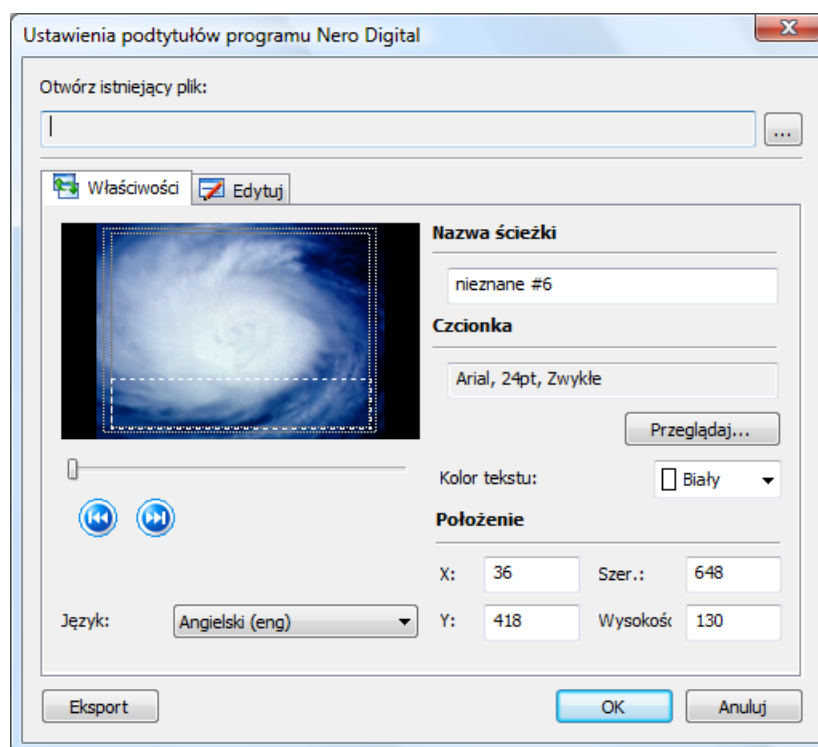 Ustawienia podtytułów programu Nero Digital
Otwórz istniejący plik:
...
Właściwości
Edytuj
Nazwa ścieżki
nieznane #6
Czcionka
Arial, 24pt, Zwykłe
Przeglądaj...
Kolor tekstu: Biały
Położenie
X: 36 Szer.: 648
Język: Angielski (eng) Y: 418 Wysokość 130
Eksport OK Anuluj